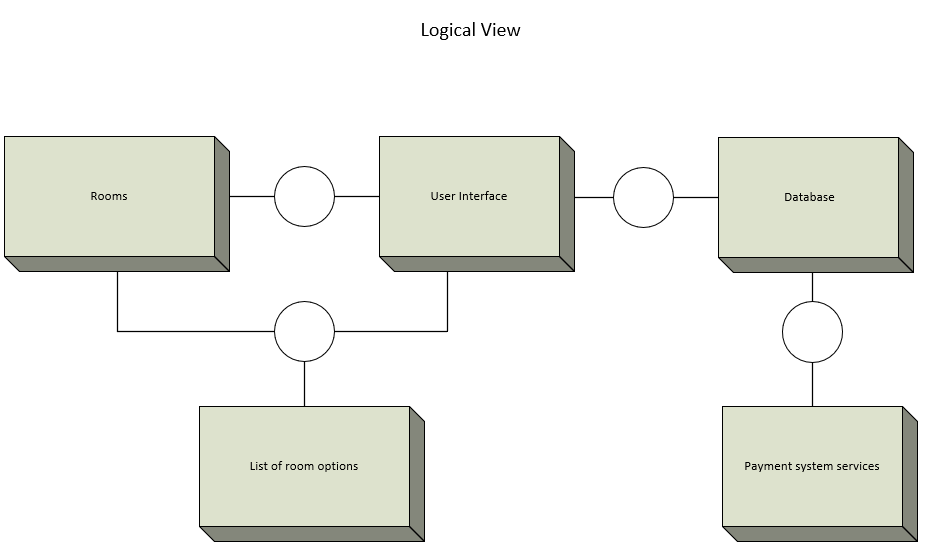 Logical View
Rooms
User Interface
Database
List of room options
Payment system services